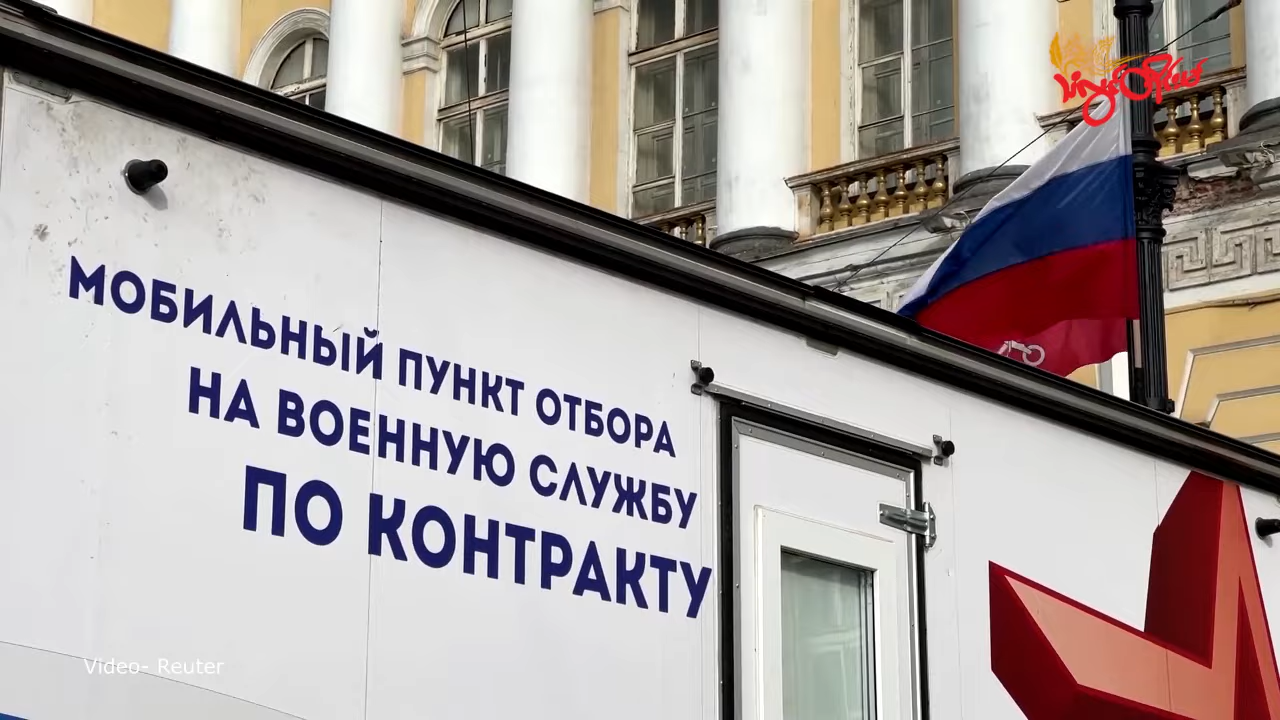 МОБИЛЬНЫЙ ПУНКТ ОТБОРА
НА ВОЕННУЮ СЛУЖБУ
ПО КОНТРАКТУ
Video- Reuter